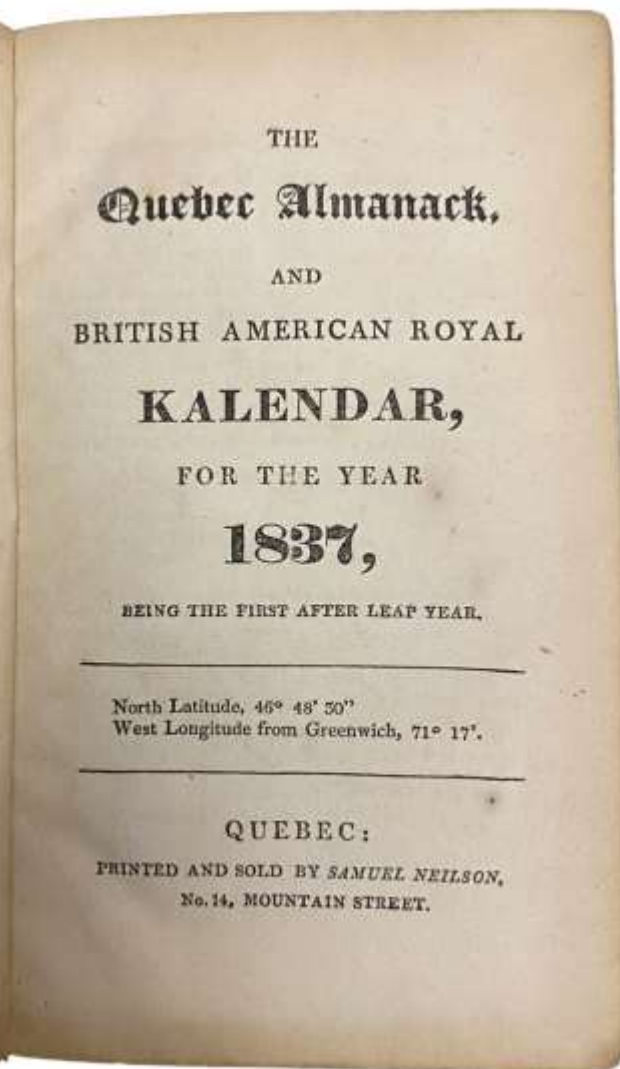 THE
Quebec Almanack,
AND
BRITISH AMERICAN ROYAL
KALENDAR,
FOR THE YEAR
1837,
BEING THE FIRST AFTER LEAP YEAR.
North Latitude, 46° 48' 30"
West Longitude from Greenwich, 71° 17'.
QUEBEC:
PRINTED AND SOLD BY SAMUEL NEILSON,
No. 14, MOUNTAIN STREET.